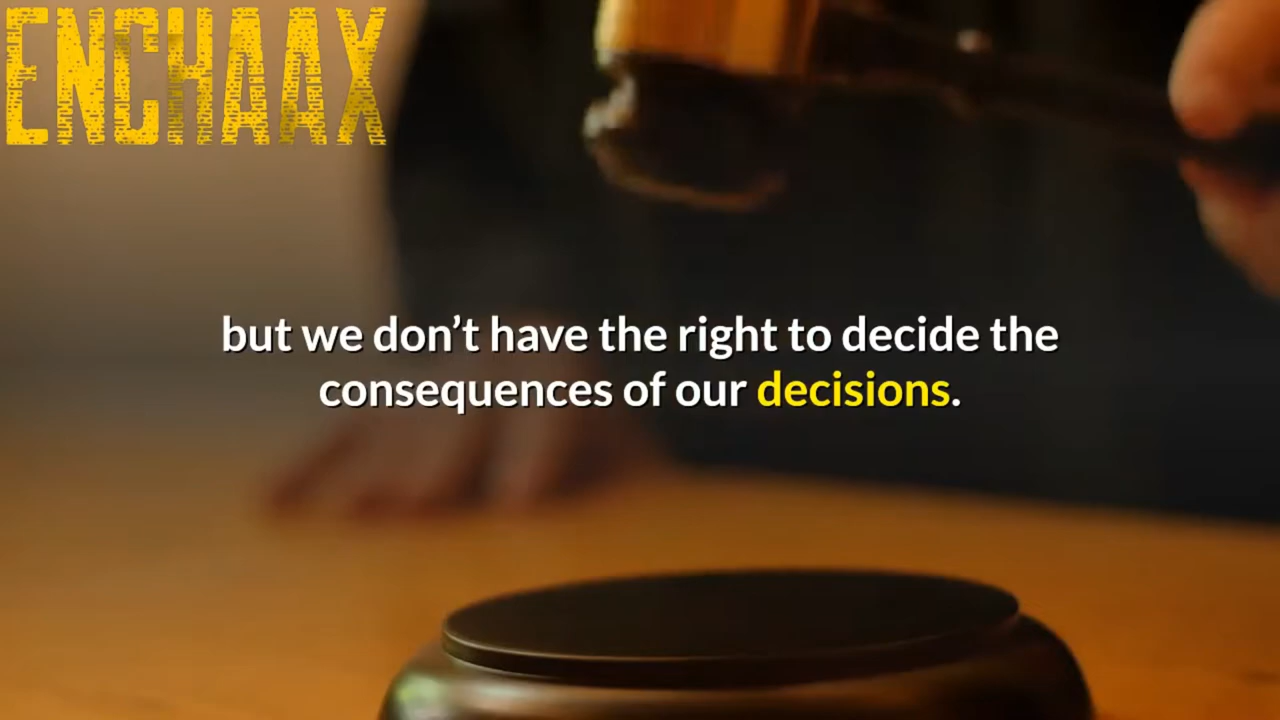 ENCHAAX
but we don’t have the right to decide the
consequences of our decisions.